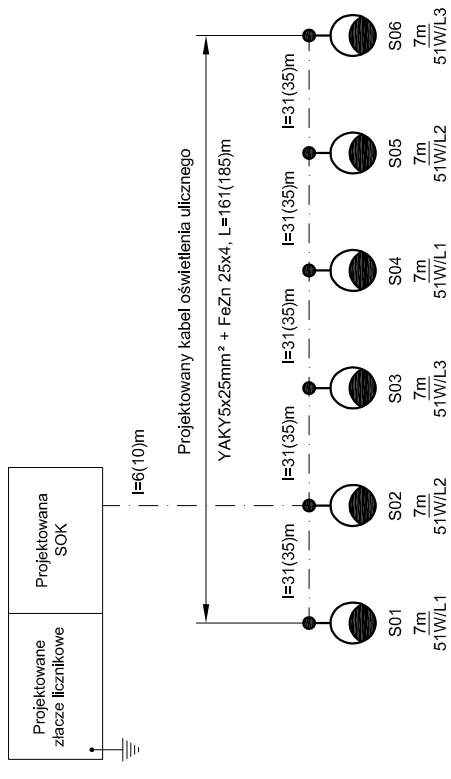 Projektowane
złacze licznikowe
Projektowana
SOK
l=6(10)m
Projektowany kabel oświetlenia ulicznego
YAKY5x25mm² + FeZn 25x4, L=161(185)m
l=31(35)m
l=31(35)m
l=31(35)m
l=31(35)m
l=31(35)m
S01
7m
51W/L1
S02
7m
51W/L2
S03
7m
51W/L3
S04
7m
51W/L1
S05
7m
51W/L2
S06
7m
51W/L3